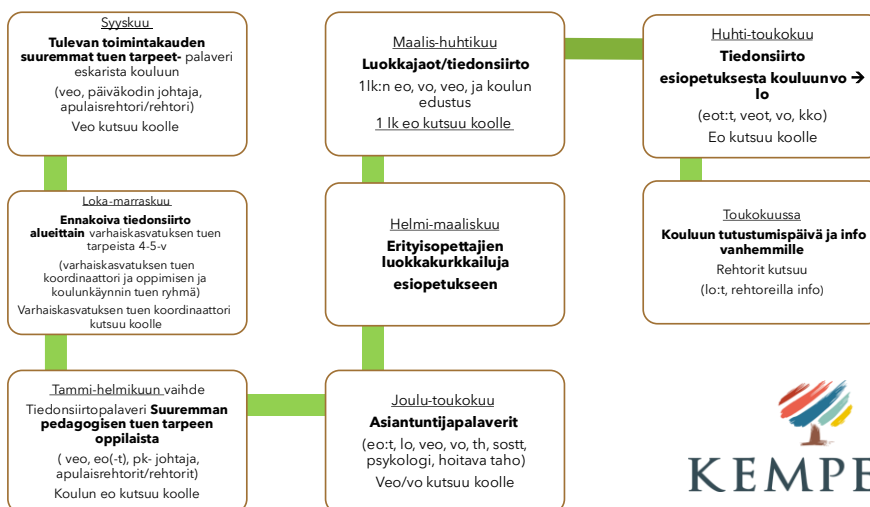 Syyskuu
Tulevan toimintakauden
suuremmat tuen tarpeet- palaveri
eskarista kouluun
(veo, päiväkodin johtaja,
apulaisrehtori/rehtori)
Veo kutsuu koolle
Loka-marraskuu
Ennakoiva tiedonsiirto
alueittain varhaiskasvatuksen tuen
tarpeista 4-5-v
(varhaiskasvatuksen tuen
koordinaattori ja oppimisen ja
koulunkäynnin tuen ryhmä)
Varhaiskasvatuksen tuen koordinaattori
kutsuu koolle
Tammi-helmikuun vaihde
Tiedonsiirtopalaveri Suuremman
pedagogisen tuen tarpeen
oppilaista
( veo, eo(-t), pk- johtaja,
apulaisrehtorit/rehtorit)
Koulun eo kutsuu koolle
Joulu-toukokuu
Asiantuntijapalaverit
(eo:t, lo, veo, vo, th, sostt,
psykologi, hoitava taho)
Veo/vo kutsuu koolle
Helmi-maaliskuu
Erityisopettajien
luokkakurkkailuja
esiopetukseen
Maalis-huhtikuu
Luokkajaot/tiedonsiirto
1lk:n eo, vo, veo, ja koulun
edustus
1 lk eo kutsuu koolle
Huhti-toukokuu
Tiedonsiirto
esiopetuksesta kouluunvo →
lo
(eot:t, veot, vo, kko)
Eo kutsuu koolle
Toukokuussa
Kouluun tutustumispäivä ja info
vanhemmille
Rehtorit kutsuu
(lo:t, rehtoreilla info)
KEMPE